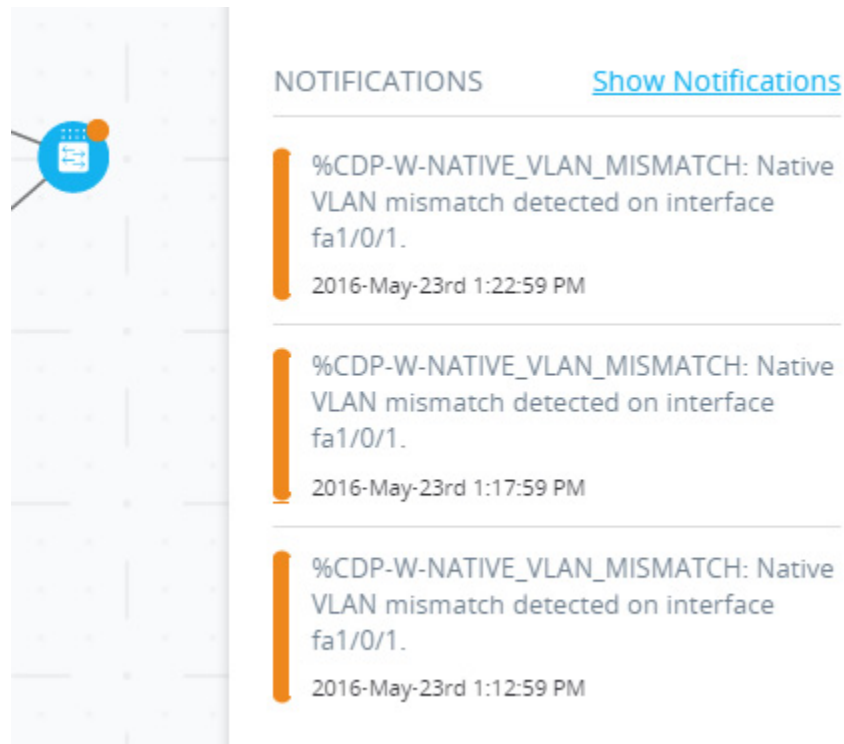 NOTIFICATIONS Show Notifications
%CDP-W-NATIVE_VLAN_MISMATCH: Native
VLAN mismatch detected on interface
fa1/0/1.
2016-May-23rd 1:22:59 PM
%CDP-W-NATIVE_VLAN_MISMATCH: Native
VLAN mismatch detected on interface
fa1/0/1.
2016-May-23rd 1:17:59 PM
%CDP-W-NATIVE_VLAN_MISMATCH: Native
VLAN mismatch detected on interface
fa1/0/1.
2016-May-23rd 1:12:59 PM